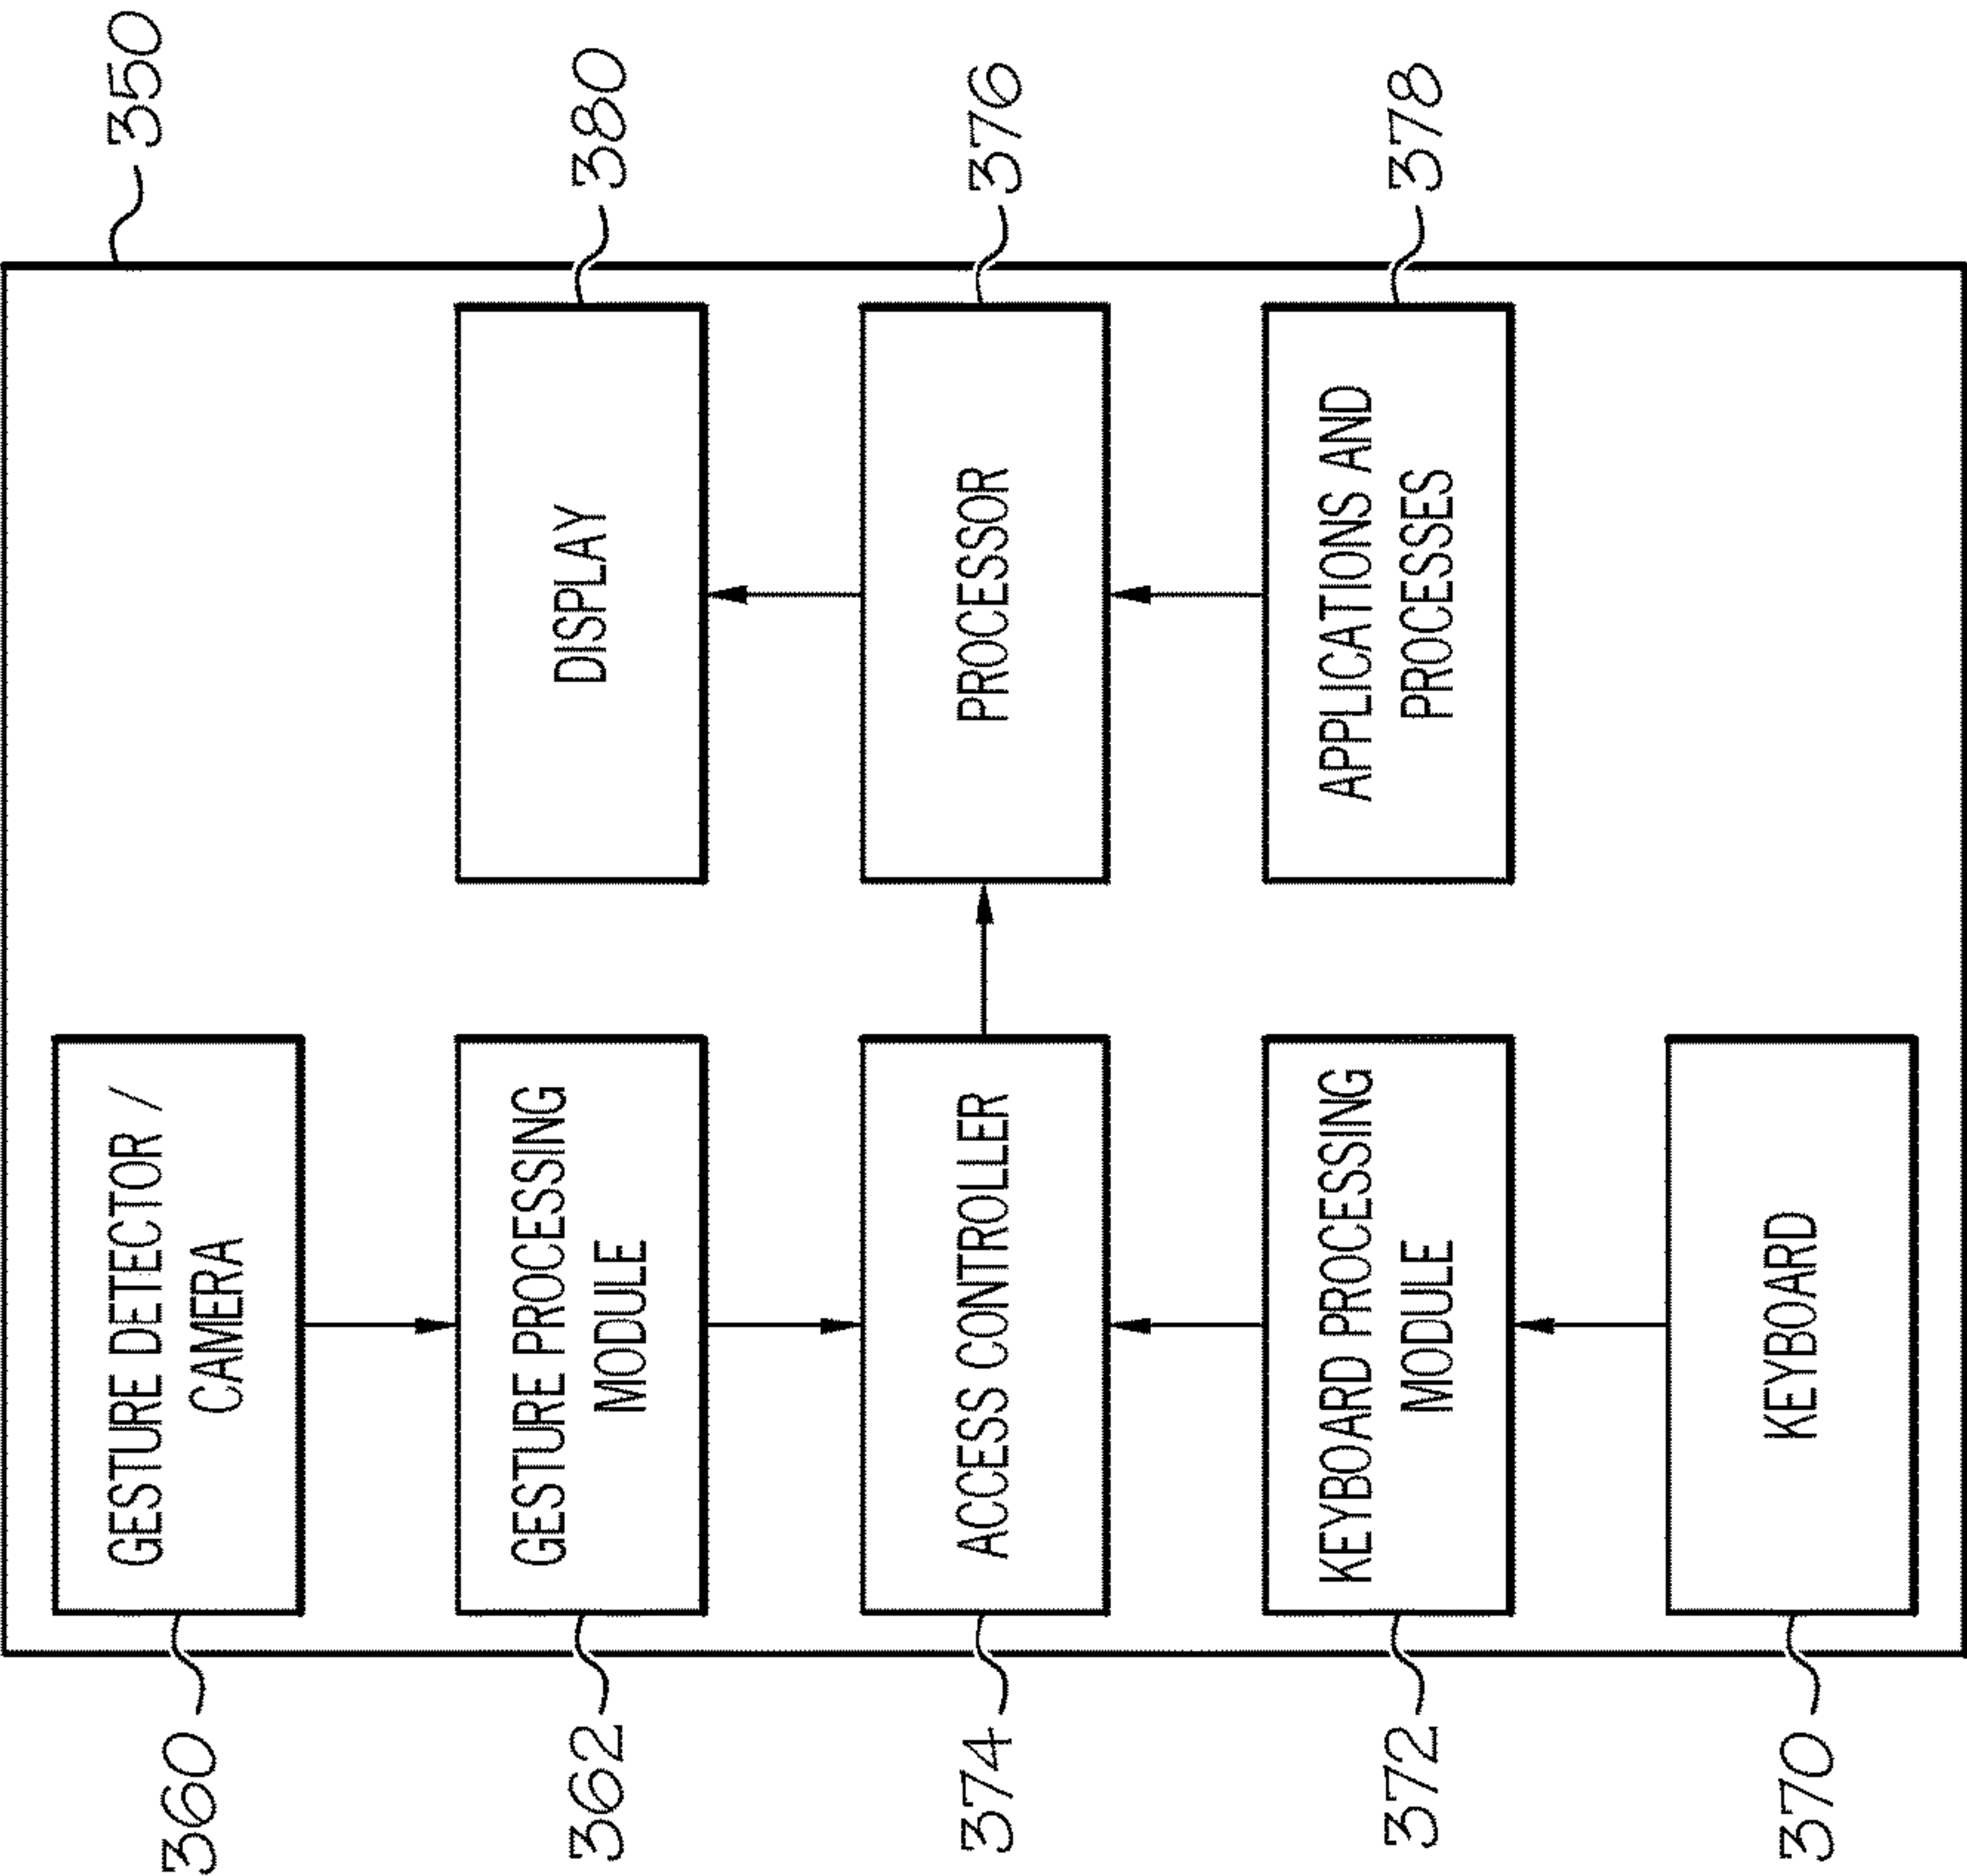 350
360
GESTURE DETECTOR /
CAMERA
362
GESTURE PROCESSING
MODULE
DISPLAY
380
374
ACCESS CONTROLLER
PROCESSOR
376
372
KEYBOARD PROCESSING
MODULE
APPLICATIONS AND
PROCESSES
378
370
KEYBOARD